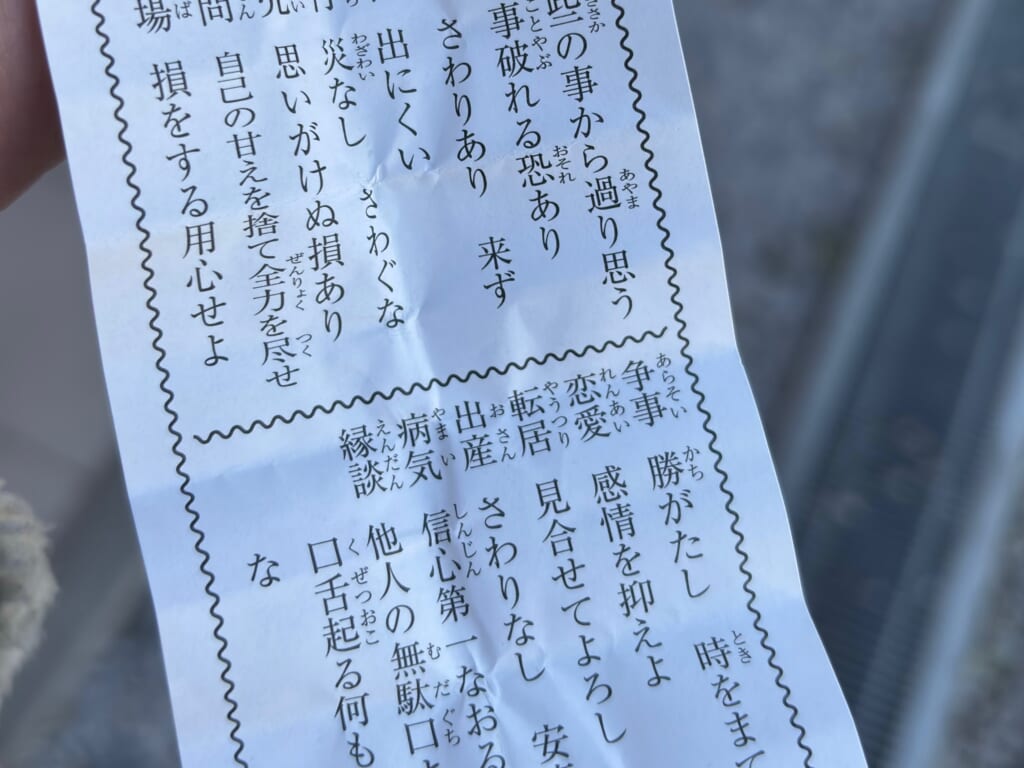 些の事から過り思う
事破れる恐あり
さわりあり 来ず
出にくい さわぐな
災なし
思いがけぬ損あり
自己の甘えを捨て全力を尽せ
損をする用心せよ
争事 勝がたし 時をまて
恋愛 感情を抑えよ
転居 見合せてよろし
出産 さわりなし 安
病気 信心第一なおる
縁談 他人の無駄口
口舌起る何も
な